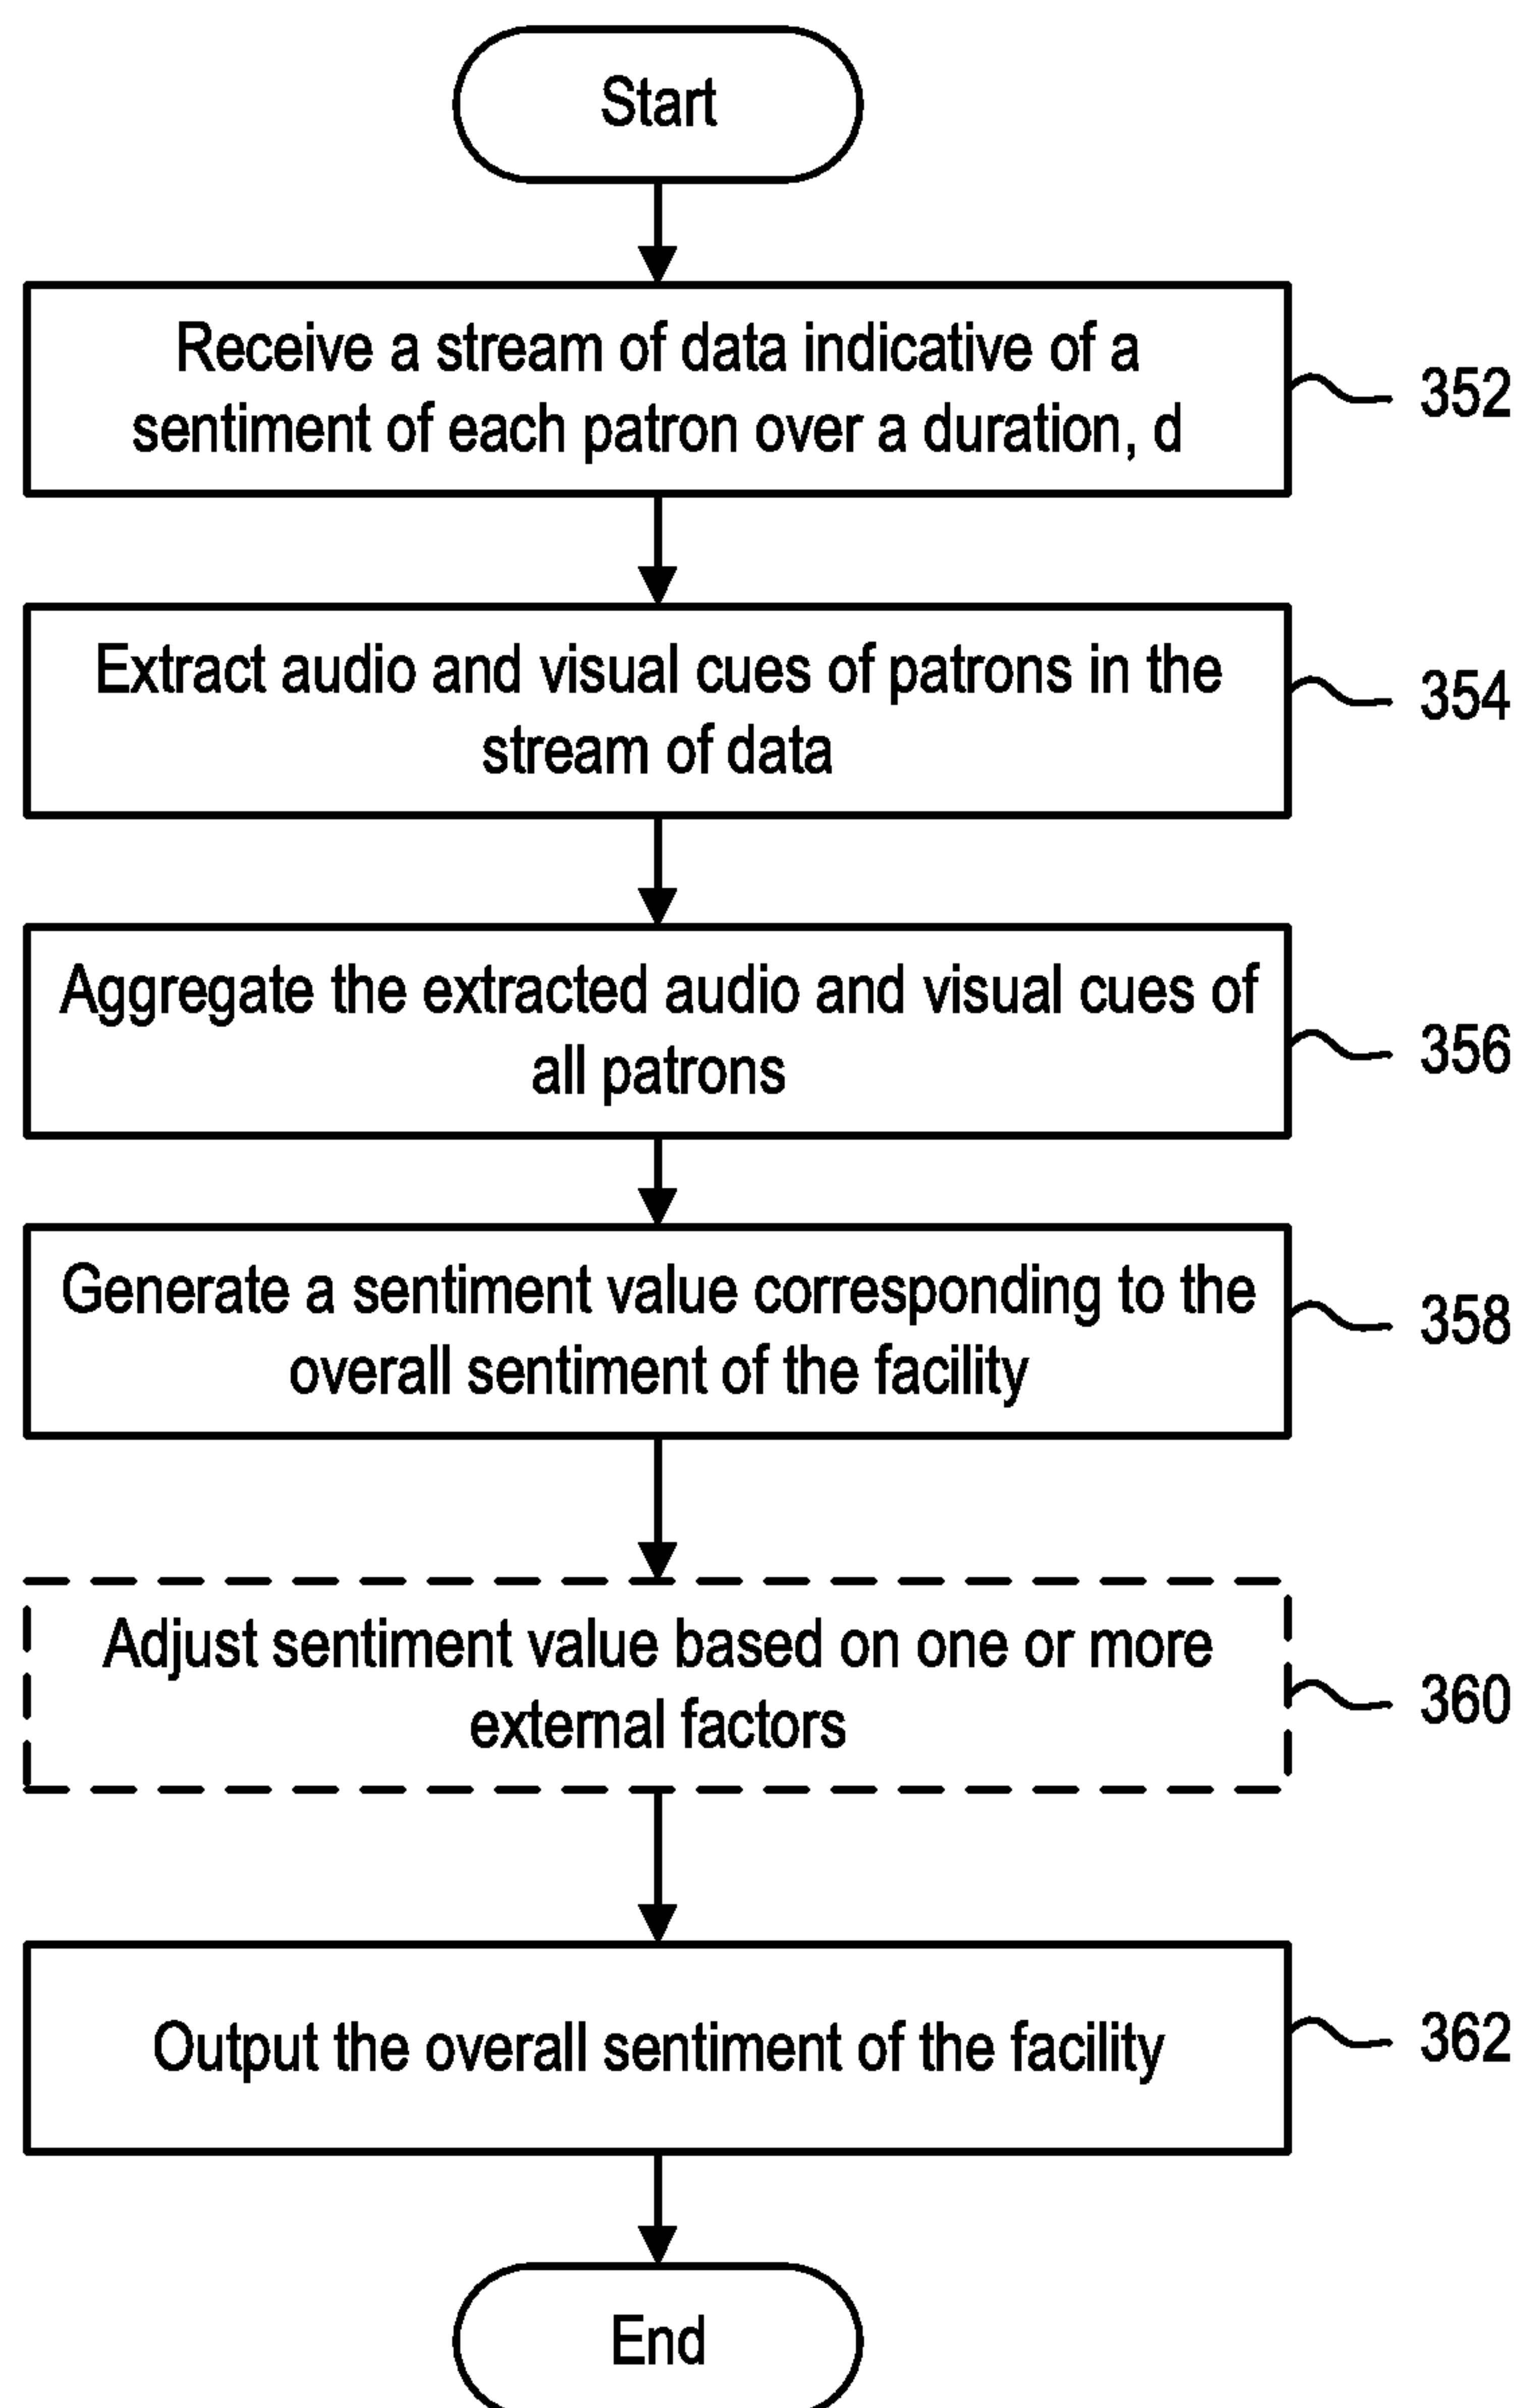 Start
Receive a stream of data indicative of a
sentiment of each patron over a duration, d
352
Extract audio and visual cues of patrons in the
stream of data
354
Aggregate the extracted audio and visual cues of
all patrons
356
Generate a sentiment value corresponding to the
overall sentiment of the facility
358
Adjust sentiment value based on one or more
external factors
360
Output the overall sentiment of the facility
362
End